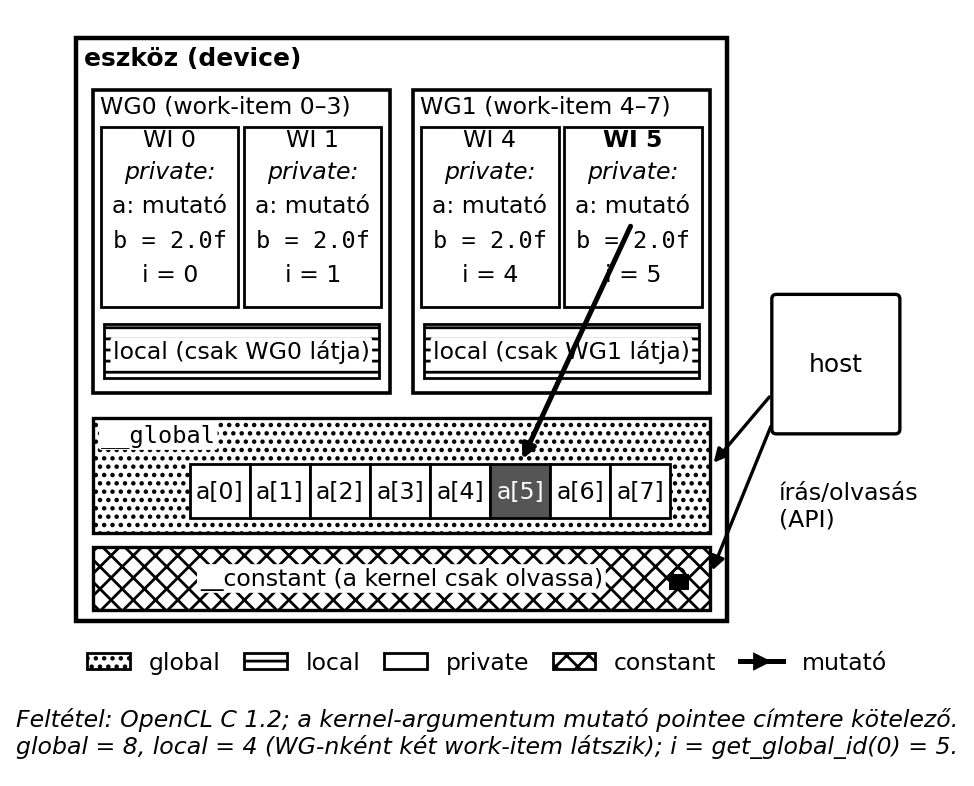 eszköz (device)
WG0 (work-item 0–3)
WI 0
private:
a: mutató
b = 2.0f
i = 0
WI 1
private:
a: mutató
b = 2.0f
i = 1
local (csak WG0 látja)
WG1 (work-item 4–7)
WI 4
private:
a: mutató
b = 2.0f
i = 4
WI 5
private:
a: mutató
b = 2.0f
i = 5
local (csak WG1 látja)
host
__global
a[0] a[1] a[2] a[3] a[4] a[5] a[6] a[7]
írás/olvasás
(API)
__constant (a kernel csak olvassa)
global local private constant mutató
Feltétel: OpenCL C 1.2; a kernel-argumentum mutató pointee címtere kötelező.
global = 8, local = 4 (WG-nként két work-item látszik); i = get_global_id(0) = 5.